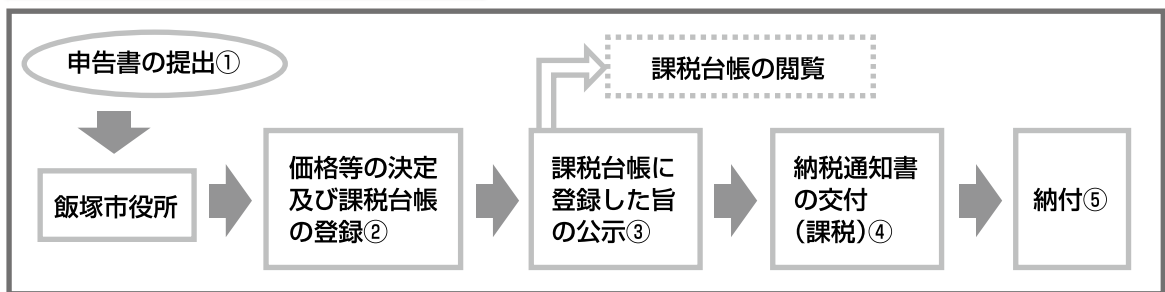 申告書の提出①
飯塚市役所
価格等の決定
及び課税台帳
の登録②
課税台帳の閲覧
課税台帳に
登録した旨
の公示③
納税通知書
の交付
（課税）④
納付⑤